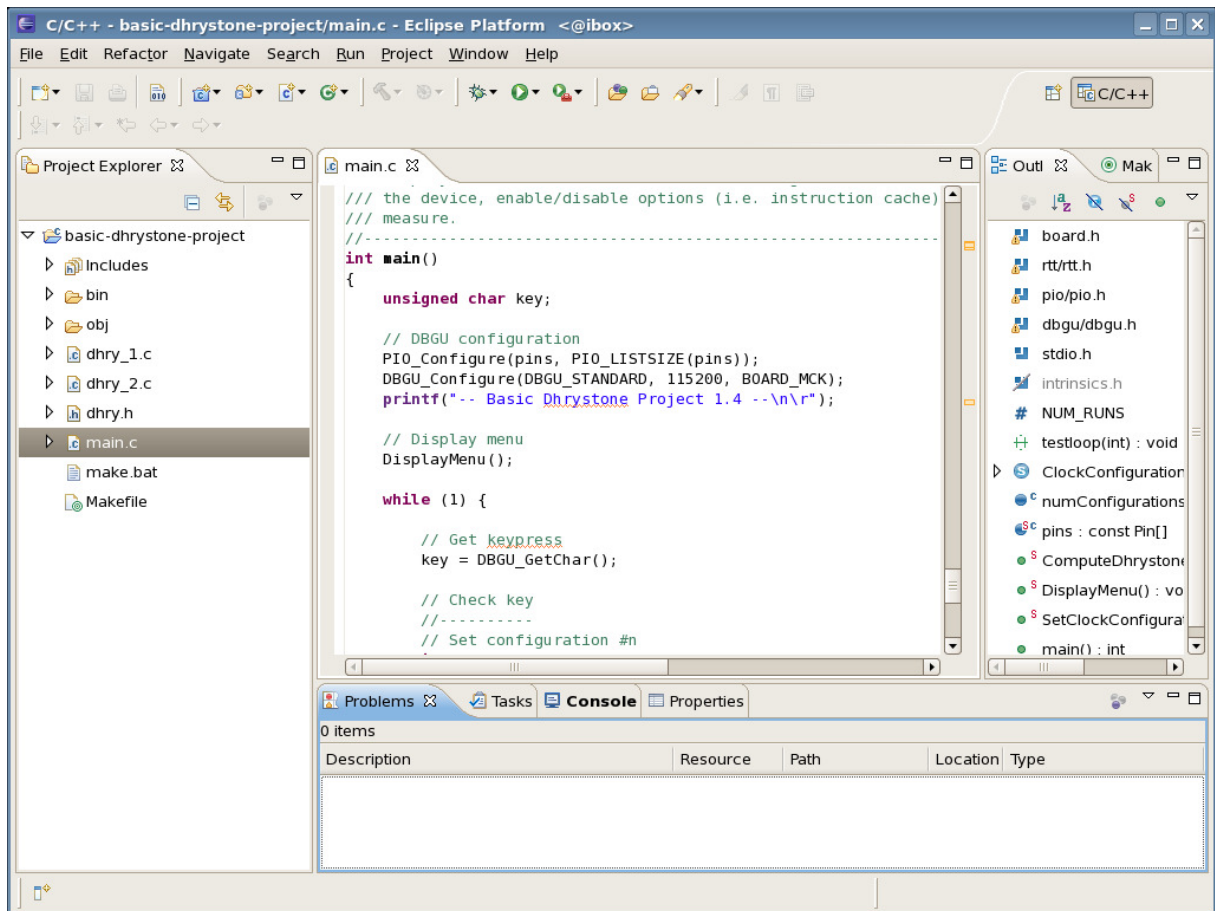 C/C++ - basic-dhrystone-project/main.c - Eclipse Platform <@ibox>
File Edit Refactor Navigate Search Run Project Window Help
C/C++
Project Explorer
basic-dhrystone-project
Includes
bin
obj
dhry_1.c
dhry_2.c
dhry.h
main.c
make.bat
Makefile
main.c
/// the device, enable/disable options (i.e. instruction cache)
/// measure.
//-------------------------------------------------------------
int main()
{
unsigned char key;
// DBGU configuration
PIO_Configure(pins, PIO_LISTSIZE(pins));
DBGU_Configure(DBGU_STANDARD, 115200, BOARD_MCK);
printf("-- Basic Dhrystone Project 1.4 --\n\r");
// Display menu
DisplayMenu();
while (1) {
// Get keypress
key = DBGU_GetChar();
// Check key
//----------
// Set configuration #n
Outl Mak
board.h
rtt/rtt.h
pio/pio.h
dbgu/dbgu.h
stdio.h
intrinsics.h
# NUM_RUNS
testloop(int) : void
ClockConfiguration
numConfigurations
pins : const Pin[]
ComputeDhrystone
DisplayMenu() : vo
SetClockConfigura
main() : int
Problems Tasks Console Properties
0 items
Description Resource Path Location Type